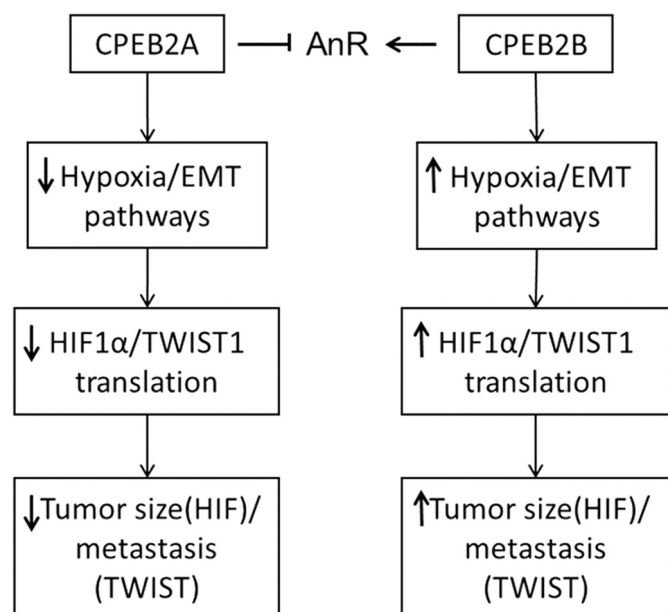 CPEB2A
AnR
CPEB2B
↓ Hypoxia/EMT
pathways
↑ Hypoxia/EMT
pathways
↓ HIF1α/TWIST1
translation
↑ HIF1α/TWIST1
translation
↓Tumor size(HIF)/
metastasis
(TWIST)
↑Tumor size(HIF)/
metastasis
(TWIST)